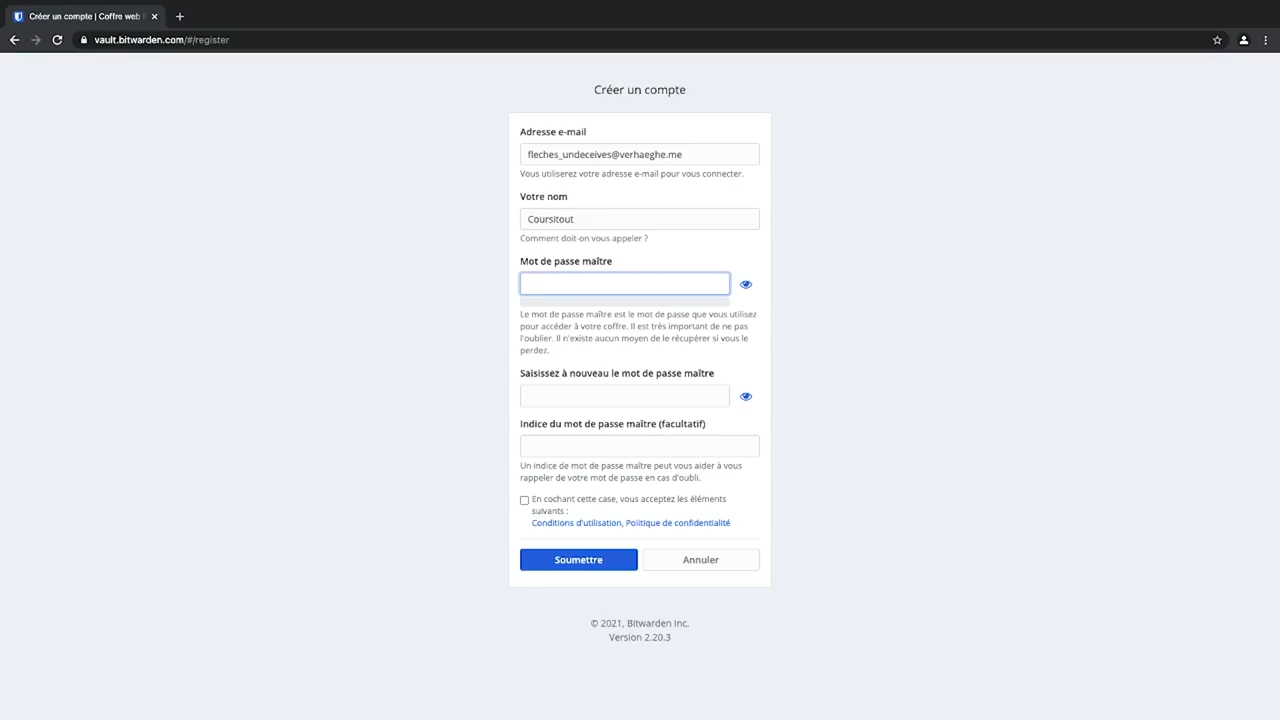 Créer un compte | Coffre web
vault.bitwarden.com/#/register
Créer un compte
Adresse e-mail
fleches_undeceives@verhaeghe.me
Vous utiliserez votre adresse e-mail pour vous connecter.
Votre nom
Coursitout
Comment doit-on vous appeler ?
Mot de passe maître
Le mot de passe maître est le mot de passe que vous utilisez
pour accéder à votre coffre. Il est très important de ne pas
l'oublier. Il n'existe aucun moyen de le récupérer si vous le
perdez.
Saisissez à nouveau le mot de passe maître
Indice du mot de passe maître (facultatif)
Un indice de mot de passe maître peut vous aider à vous
rappeler de votre mot de passe en cas d'oubli.
En cochant cette case, vous acceptez les éléments
suivants :
Conditions d'utilisation, Politique de confidentialité
Soumettre Annuler
© 2021, Bitwarden Inc.
Version 2.20.3